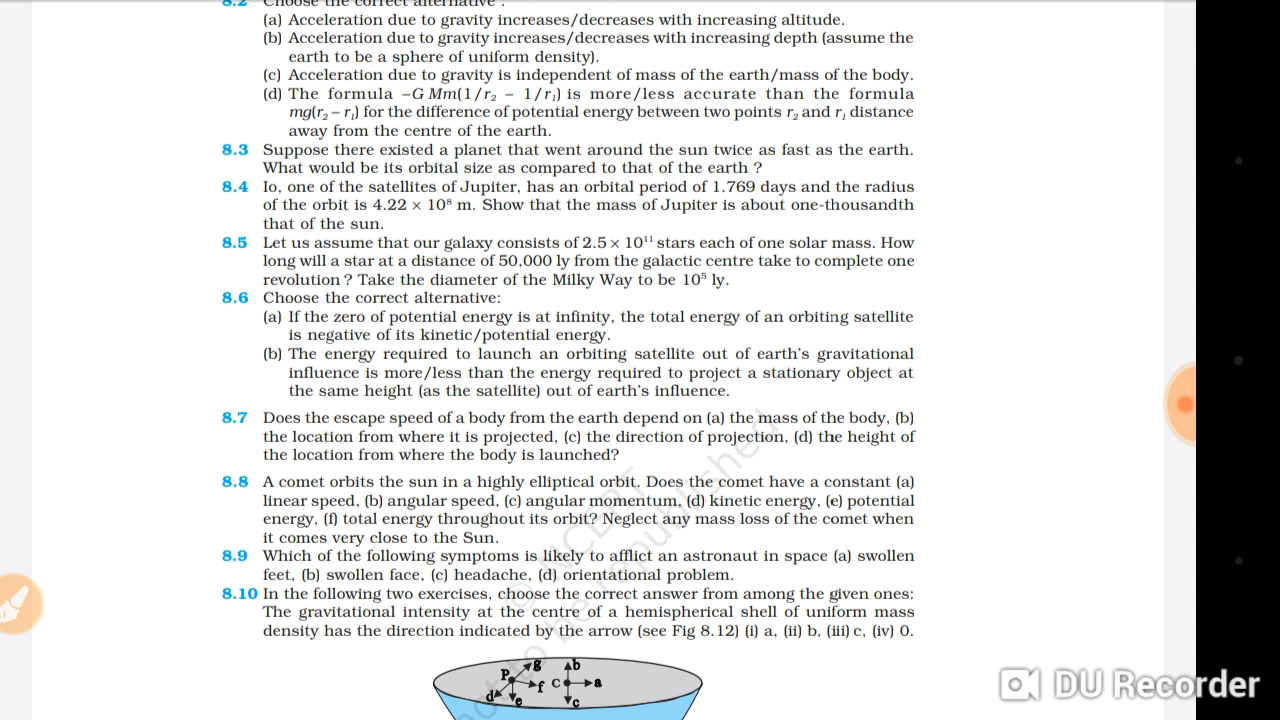 8.2 Choose the correct alternative :
(a) Acceleration due to gravity increases/decreases with increasing altitude.
(b) Acceleration due to gravity increases/decreases with increasing depth (assume the
earth to be a sphere of uniform density).
(c) Acceleration due to gravity is independent of mass of the earth/mass of the body.
(d) The formula –G Mm(1/r₂ – 1/r₁) is more/less accurate than the formula
mg(r₂ – r₁) for the difference of potential energy between two points r₂ and r₁ distance
away from the centre of the earth.
8.3 Suppose there existed a planet that went around the sun twice as fast as the earth.
What would be its orbital size as compared to that of the earth ?
8.4 Io, one of the satellites of Jupiter, has an orbital period of 1.769 days and the radius
of the orbit is 4.22 × 10⁸ m. Show that the mass of Jupiter is about one-thousandth
that of the sun.
8.5 Let us assume that our galaxy consists of 2.5 × 10¹¹ stars each of one solar mass. How
long will a star at a distance of 50,000 ly from the galactic centre take to complete one
revolution ? Take the diameter of the Milky Way to be 10⁵ ly.
8.6 Choose the correct alternative:
(a) If the zero of potential energy is at infinity, the total energy of an orbiting satellite
is negative of its kinetic/potential energy.
(b) The energy required to launch an orbiting satellite out of earth's gravitational
influence is more/less than the energy required to project a stationary object at
the same height (as the satellite) out of earth's influence.
8.7 Does the escape speed of a body from the earth depend on (a) the mass of the body, (b)
the location from where it is projected, (c) the direction of projection, (d) the height of
the location from where the body is launched?
8.8 A comet orbits the sun in a highly elliptical orbit. Does the comet have a constant (a)
linear speed, (b) angular speed, (c) angular momentum, (d) kinetic energy, (e) potential
energy, (f) total energy throughout its orbit? Neglect any mass loss of the comet when
it comes very close to the Sun.
8.9 Which of the following symptoms is likely to afflict an astronaut in space (a) swollen
feet, (b) swollen face, (c) headache, (d) orientational problem.
8.10 In the following two exercises, choose the correct answer from among the given ones:
The gravitational intensity at the centre of a hemispherical shell of uniform mass
density has the direction indicated by the arrow (see Fig 8.12) (i) a, (ii) b, (iii) c, (iv) 0.
g b
P f C a
d e c
© NCERT
not to be republished
DU Recorder